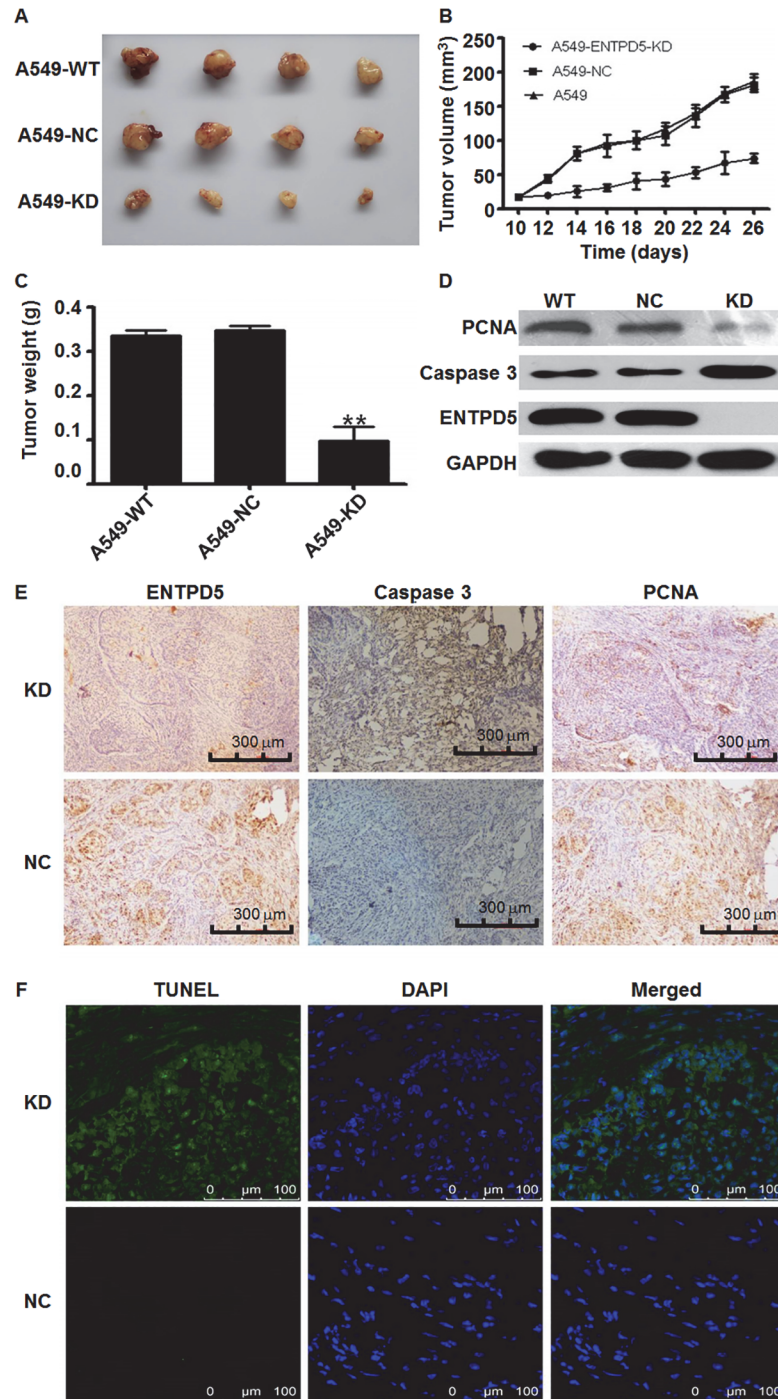 A
A549-WT
A549-NC
A549-KD
B
A549-ENTPD5-KD
A549-NC
A549
Tumor volume (mm³)
250
200
150
100
50
0
10 12 14 16 18 20 22 24 26
Time (days)
C
Tumor weight (g)
0.4
0.3
0.2
0.1
0.0
**
A549-WT
A549-NC
A549-KD
D
WT NC KD
PCNA
Caspase 3
ENTPD5
GAPDH
E
ENTPD5 Caspase 3 PCNA
KD
300 µm 300 µm 300 µm
NC
300 µm 300 µm 300 µm
F
TUNEL DAPI Merged
KD
0 µm 100 0 µm 100 0 µm 100
NC
0 µm 100 0 µm 100 0 µm 100